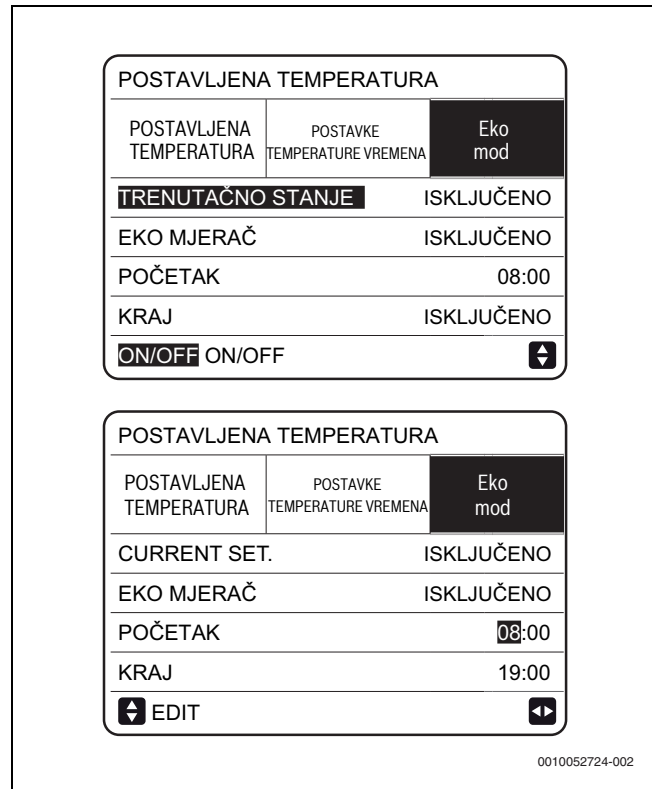 POSTAVLJENA TEMPERATURA
POSTAVLJENA TEMPERATURA
POSTAVKE TEMPERATURE VREMENA
Eko mod
TRENUTAČNO STANJE ISKLJUČENO
EKO MJERAČ ISKLJUČENO
POČETAK 08:00
KRAJ ISKLJUČENO
ON/OFF ON/OFF
POSTAVLJENA TEMPERATURA
POSTAVLJENA TEMPERATURA
POSTAVKE TEMPERATURE VREMENA
Eko mod
CURRENT SET. ISKLJUČENO
EKO MJERAČ ISKLJUČENO
POČETAK 08:00
KRAJ 19:00
EDIT
0010052724-002